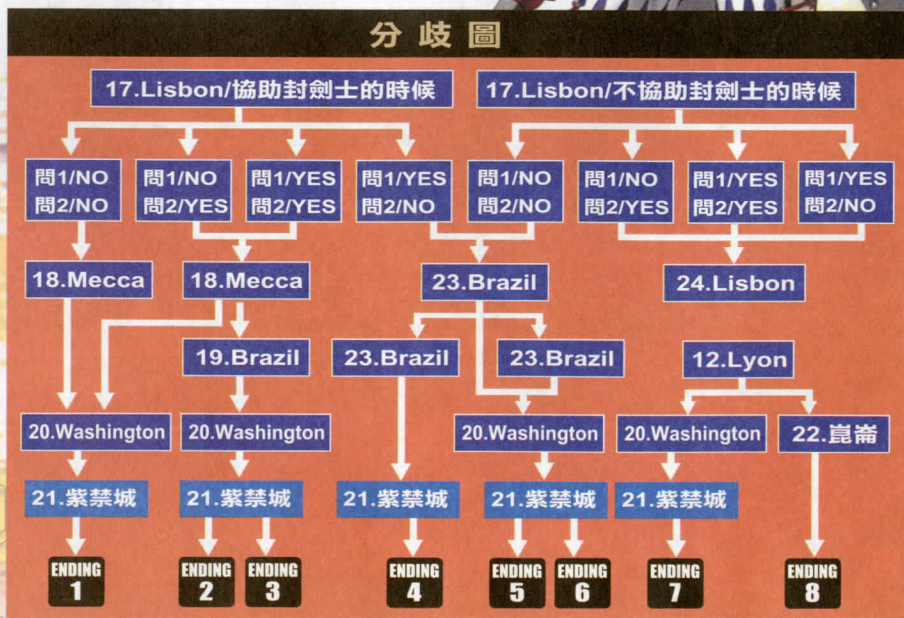 分歧圖
17.Lisbon/協助封劍士的時候
17.Lisbon/不協助封劍士的時候
問1/NO
問2/NO
問1/NO
問2/YES
問1/YES
問2/YES
問1/YES
問2/NO
問1/NO
問2/NO
問1/NO
問2/YES
問1/YES
問2/YES
問1/YES
問2/NO
18.Mecca
18.Mecca
23.Brazil
24.Lisbon
19.Brazil
23.Brazil
23.Brazil
12.Lyon
20.Washington
20.Washington
20.Washington
20.Washington
22.崑崙
21.紫禁城
21.紫禁城
21.紫禁城
21.紫禁城
21.紫禁城
ENDING
1
ENDING
2
ENDING
3
ENDING
4
ENDING
5
ENDING
6
ENDING
7
ENDING
8